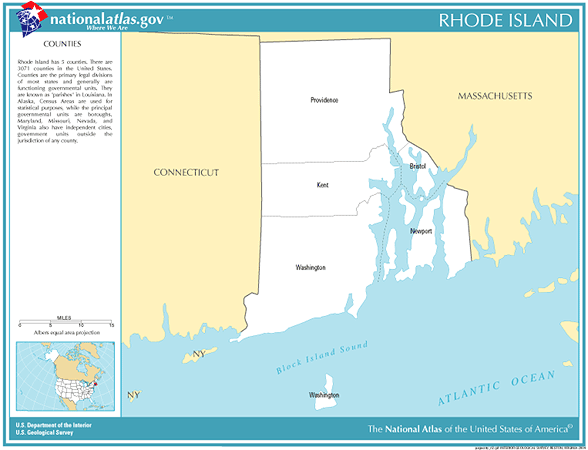 nationalatlas.gov™
Where We Are
RHODE ISLAND
COUNTIES
Rhode Island has 5 counties. There are
3071 counties in the United States.
Counties are the primary legal divisions
of most states and generally are
functioning governmental units. They
are known as 'parishes' in Louisiana. In
Alaska, Census Areas are used for
statistical purposes, while the principal
governmental units are boroughs.
Maryland, Missouri, Nevada, and
Virginia also have independent cities,
government units outside the
jurisdiction of any county.
Providence
MASSACHUSETTS
CONNECTICUT
Bristol
Kent
Newport
Washington
MILES
0 5 10 15
Albers equal area projection
NY
Block Island Sound
NY
Washington
ATLANTIC OCEAN
U.S. Department of the Interior
U.S. Geological Survey
The National Atlas of the United States of America®